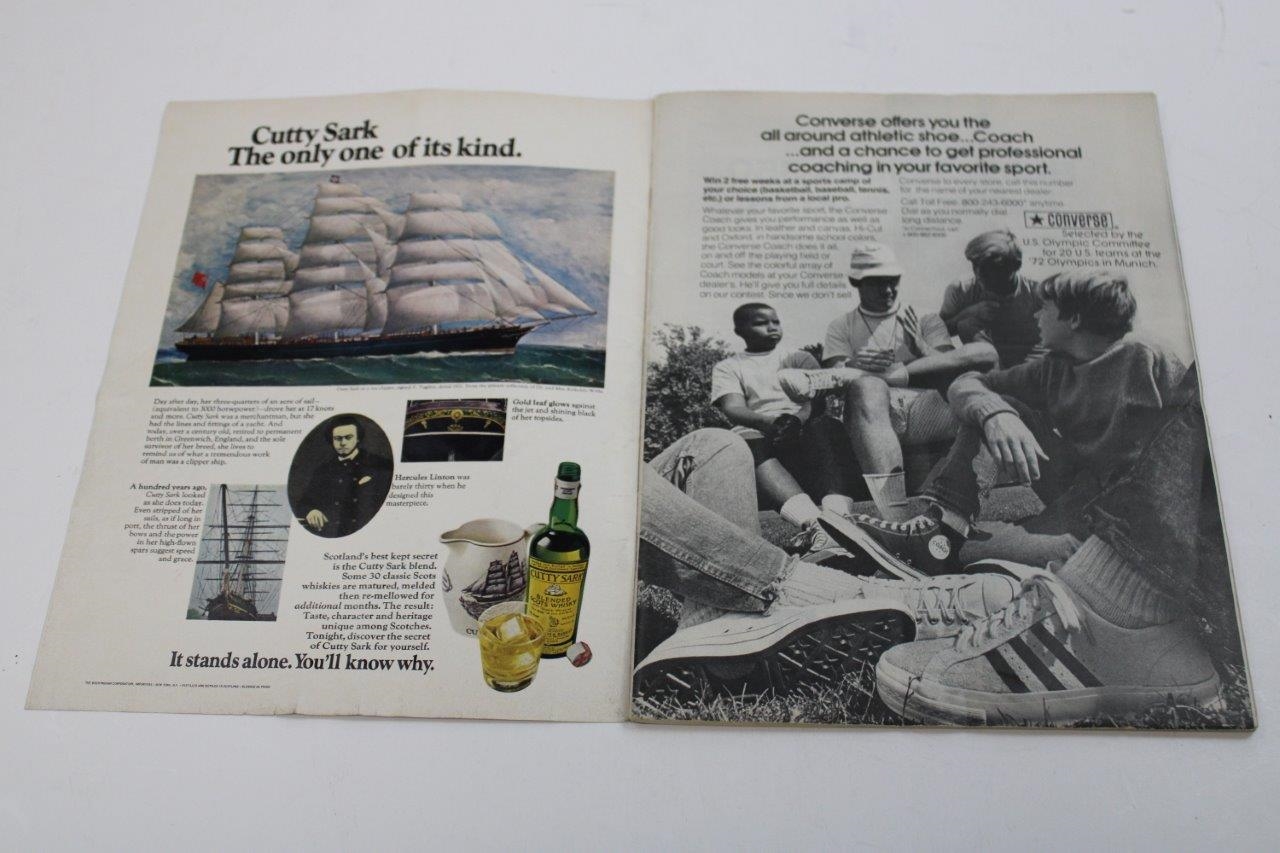 Cutty Sark
The only one of its kind.
Day after day, her three-quarters of an acre of sail—
(equivalent to 3000 horsepower)—drove her at 17 knots
and more. Cutty Sark was a merchantman, but she
had the lines and fittings of a yacht. And
today, over a century old, retired to permanent
berth in Greenwich, England, and the sole
survivor of her breed, she lives to
remind us of what a tremendous work
of man was a clipper ship.
Gold leaf glows against
the jet and shining black
of her topsides.
Hercules Linton was
barely thirty when he
designed this
masterpiece.
A hundred years ago,
Cutty Sark looked
as she does today.
Even stripped of her
sails, as if long in
port, the thrust of her
bows and the power
in her high-flown
spars suggest speed
and grace.
Scotland's best kept secret
is the Cutty Sark blend.
Some 30 classic Scots
whiskies are matured, melded
then re-mellowed for
additional months. The result:
Taste, character and heritage
unique among Scotches.
Tonight, discover the secret
of Cutty Sark for yourself.
CUTTY SARK
BLENDED
SCOTS WHISKY
CU
It stands alone. You'll know why.
Converse offers you the
all around athletic shoe...Coach
...and a chance to get professional
coaching in your favorite sport.
Win 2 free weeks at a sports camp of
your choice (basketball, baseball, tennis,
etc.) or lessons from a local pro.
Whatever your favorite sport, the Converse
Coach gives you performance as well as
good looks. In leather and canvas, Hi-Cut
and Oxford, in handsome school colors,
the Converse Coach does it all,
on and off the playing field or
court. See the colorful array of
Coach models at your Converse
dealer's. He'll give you full details
on our contest. Since we don't sell
Converse to every store, call this number
for the name of your nearest dealer.
Call Toll Free. 800-243-6000* anytime.
Dial as you normally dial
long distance.
*In Connecticut, call
1-800-882-6500
★ CONVERSE
Selected by the
U.S. Olympic Committee
for 20 U.S. teams at the
'72 Olympics in Munich.